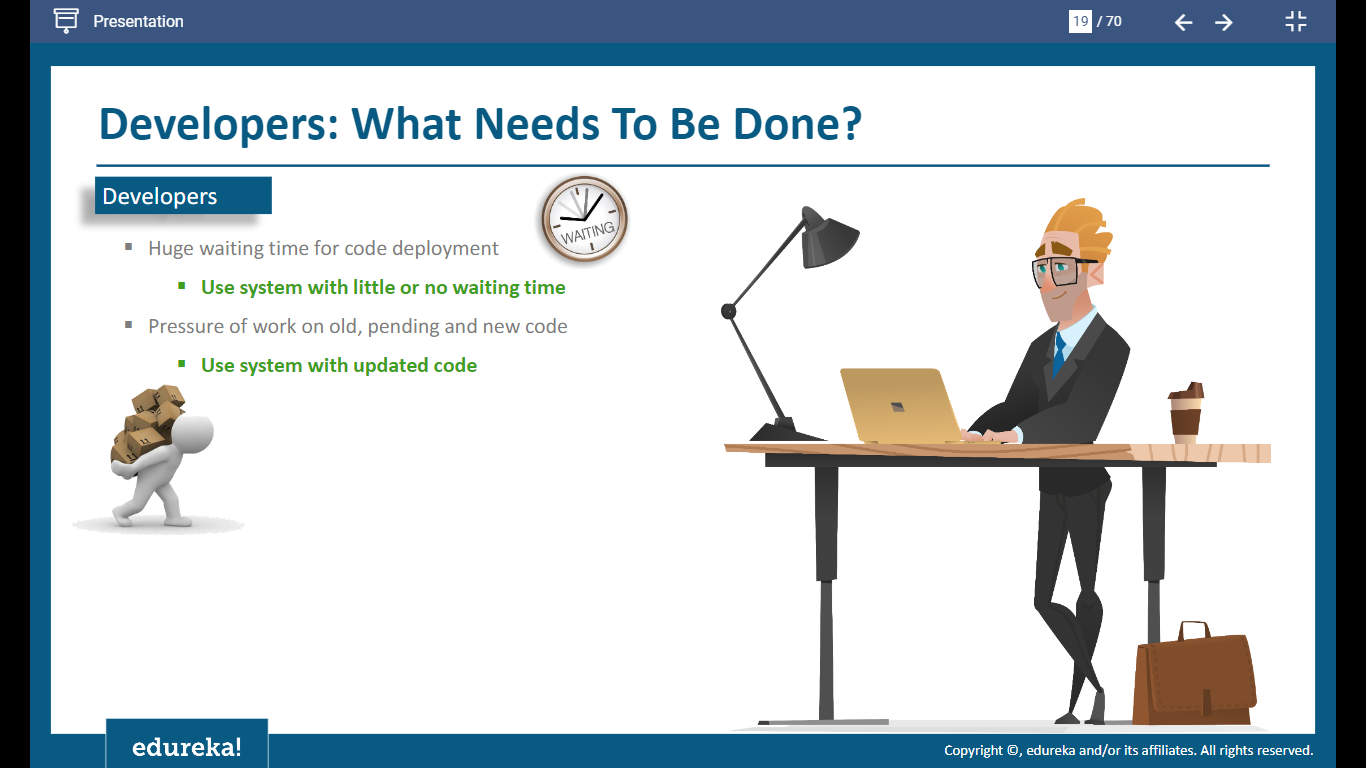 Presentation
19 / 70
Developers: What Needs To Be Done?
Developers
WAITING
Huge waiting time for code deployment
Use system with little or no waiting time
Pressure of work on old, pending and new code
Use system with updated code
edureka!
Copyright ©, edureka and/or its affiliates. All rights reserved.